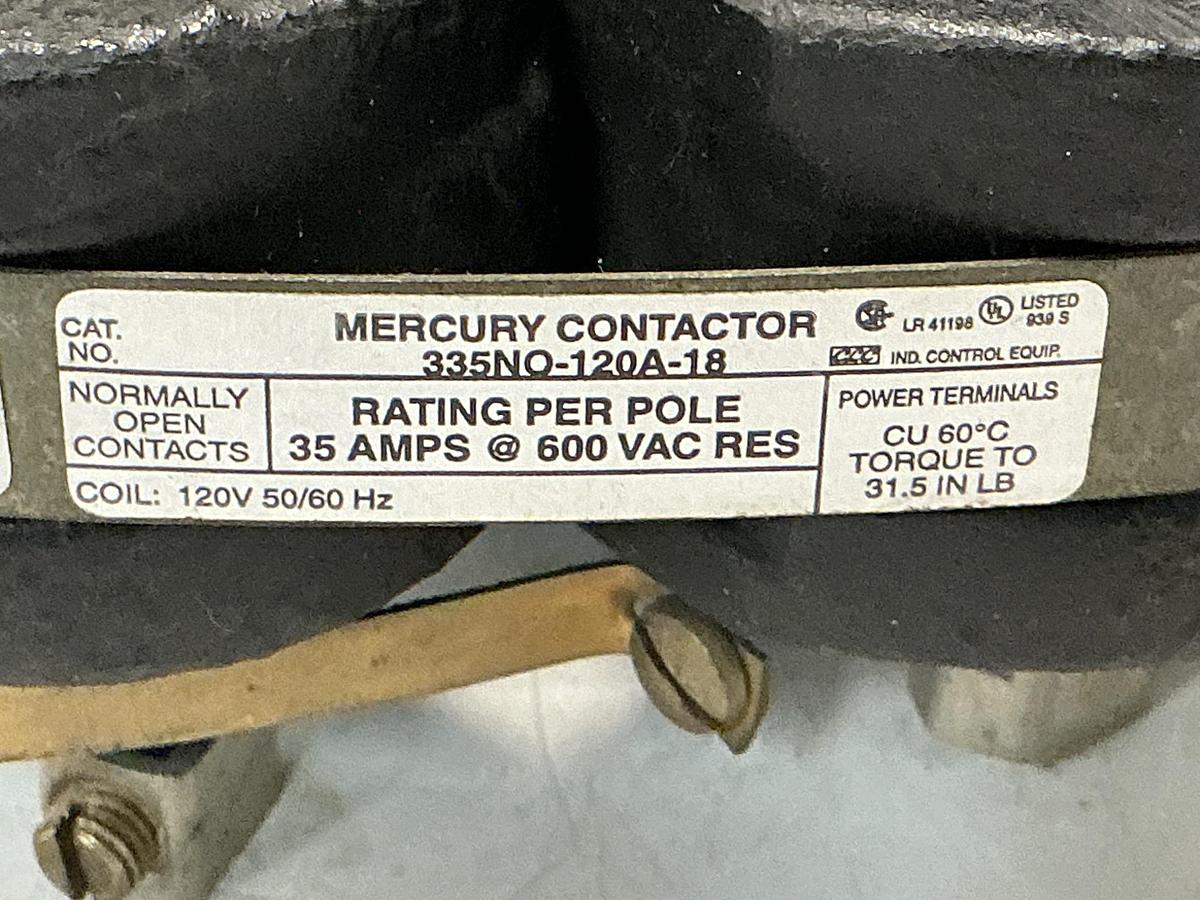 CAT.
NO.
MERCURY CONTACTOR
335NO-120A-18
LR 41198
UL
LISTED
939 S
IND. CONTROL EQUIP.
NORMALLY
OPEN
CONTACTS
RATING PER POLE
35 AMPS @ 600 VAC RES
POWER TERMINALS
CU 60°C
TORQUE TO
31.5 IN LB
COIL: 120V 50/60 Hz